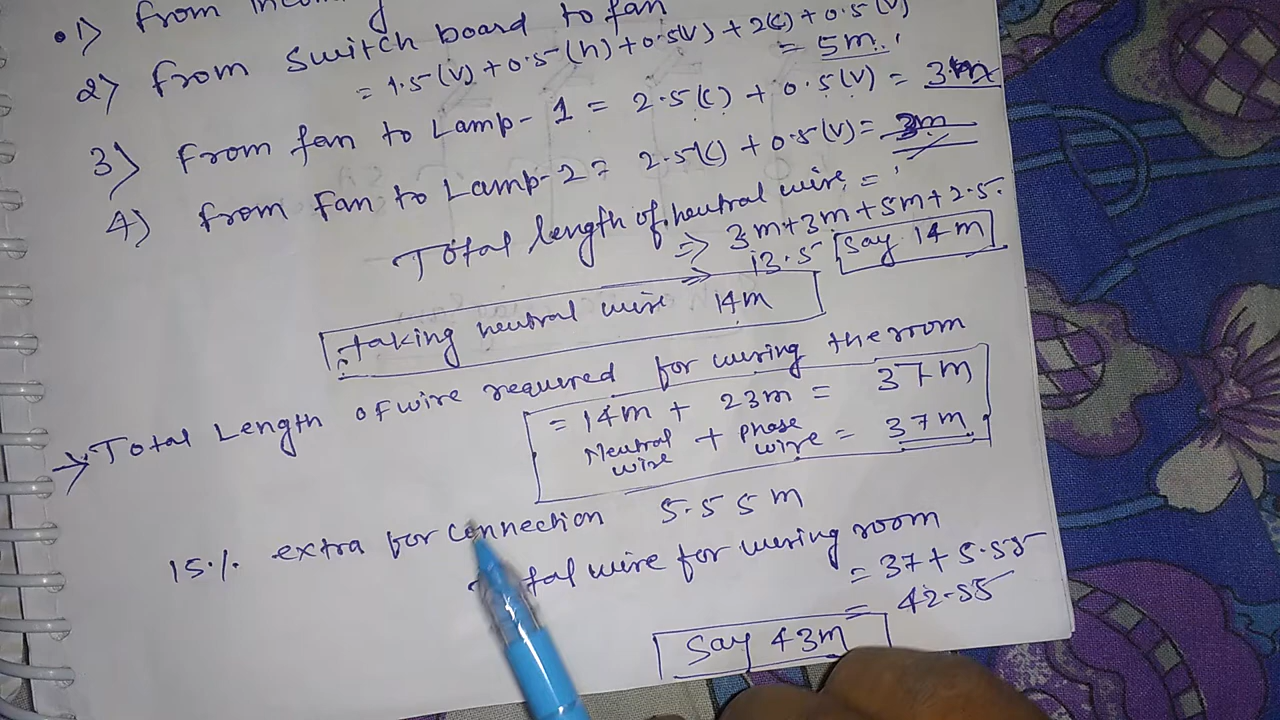 1) From
2) From switch board to fan
= 1.5(V) + 0.5(h) + 0.5(V) + 2(C) + 0.5(V)
= 5m.
3) From fan to Lamp-1 = 2.5(C) + 0.5(V) = 3m
4) From Fan to Lamp-2 = 2.5(C) + 0.5(V) = 3m
Total length of neutral wire =
⇒ 3m+3m+5m+2.5.
13.5 Say 14m
taking neutral wire 14m
→ Total Length of wire required for wiring the room
= 14m + 23m = 37m
Neutral wire + Phase wire = 37m.
15% extra for connection 5.55m
wire for wiring room
= 37 + 5.55
= 42.55
Say 43m